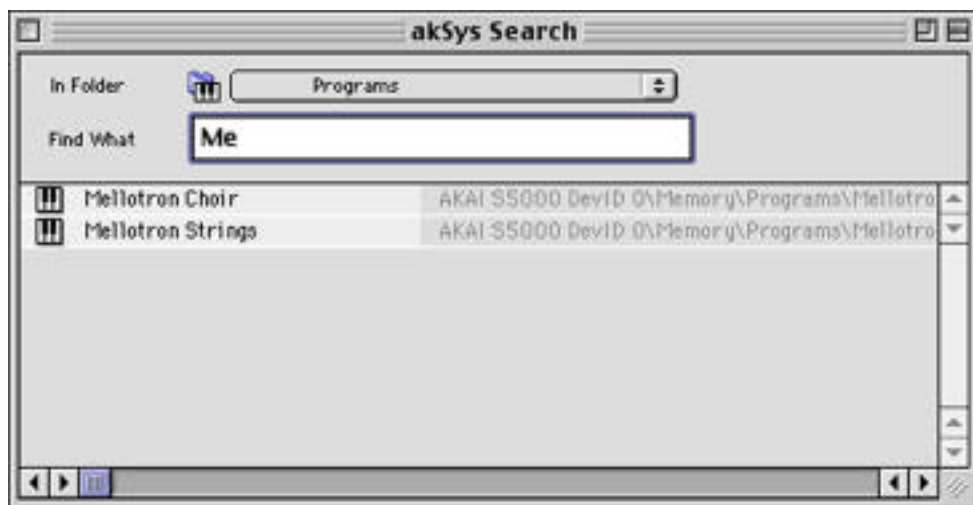 akSys Search
In Folder Programs
Find What Me
Mellotron Choir AKAI S5000 DevID 0\Memory\Programs\Mellotro
Mellotron Strings AKAI S5000 DevID 0\Memory\Programs\Mellotro